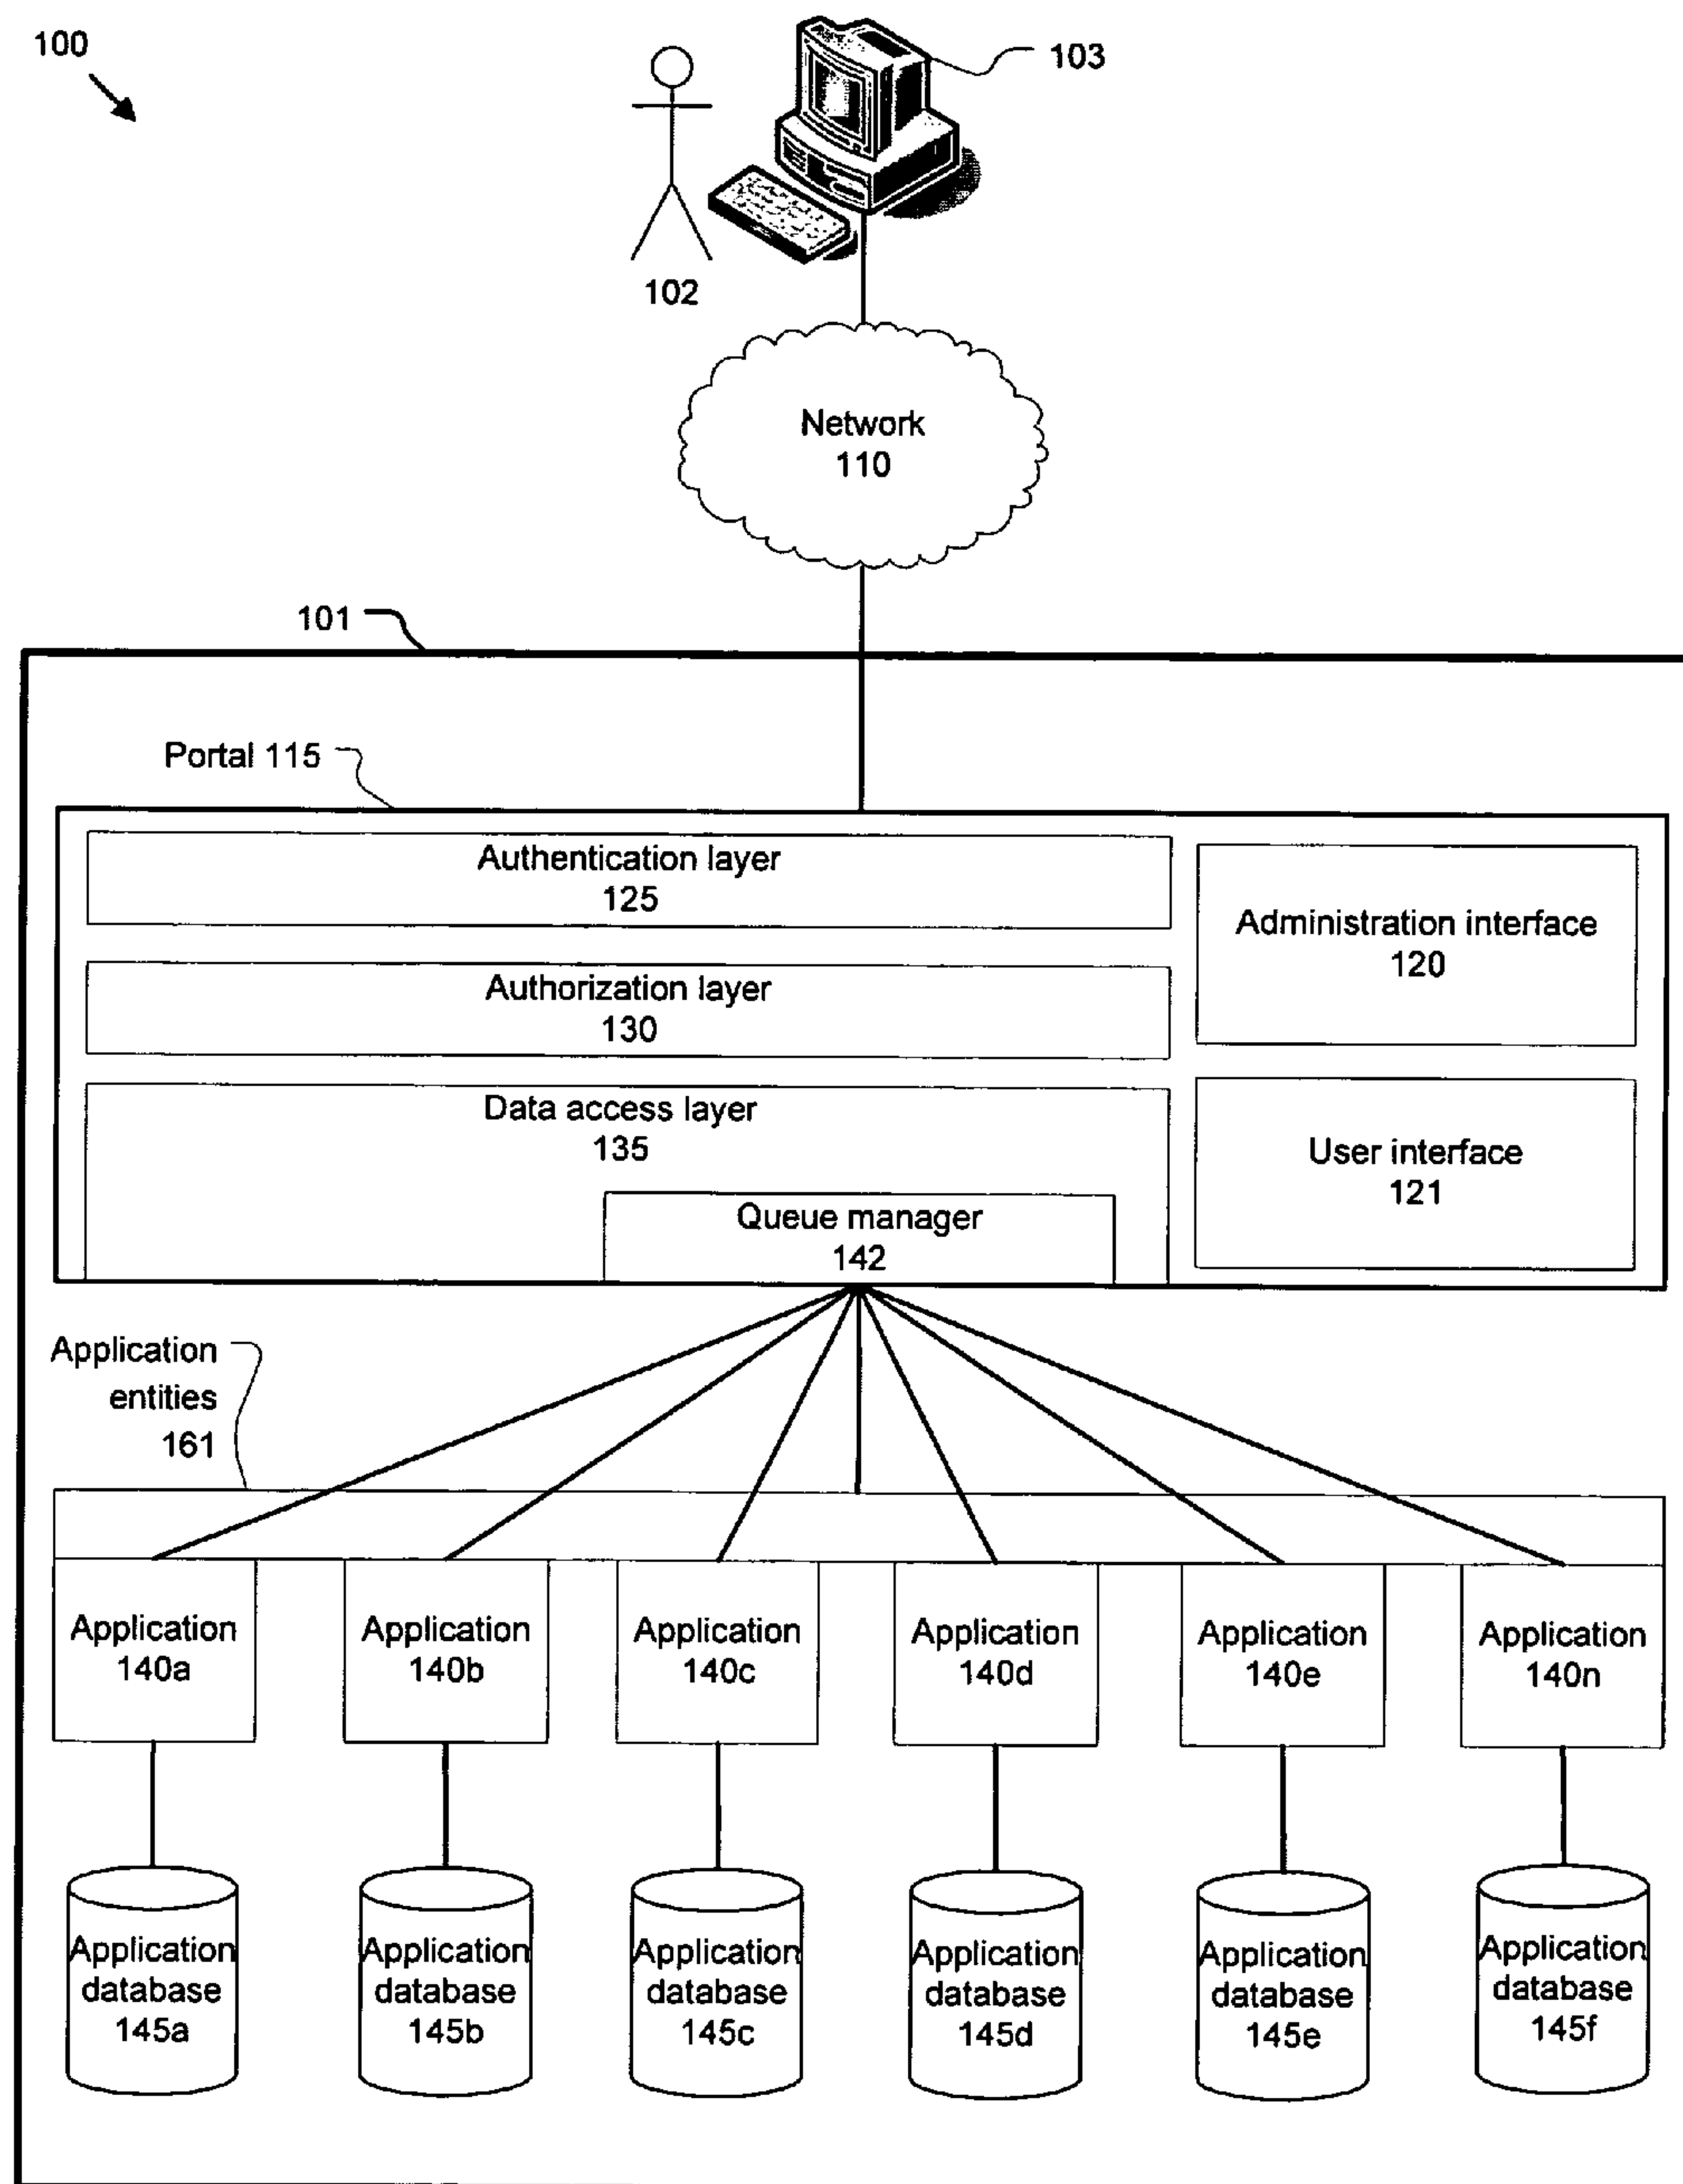 100
103
102
Network
110
101
Portal 115
Authentication layer
125
Administration interface
120
Authorization layer
130
Data access layer
135
User interface
121
Queue manager
142
Application
entities
161
Application
140a
Application
140b
Application
140c
Application
140d
Application
140e
Application
140n
Application
database
145a
Application
database
145b
Application
database
145c
Application
database
145d
Application
database
145e
Application
database
145f